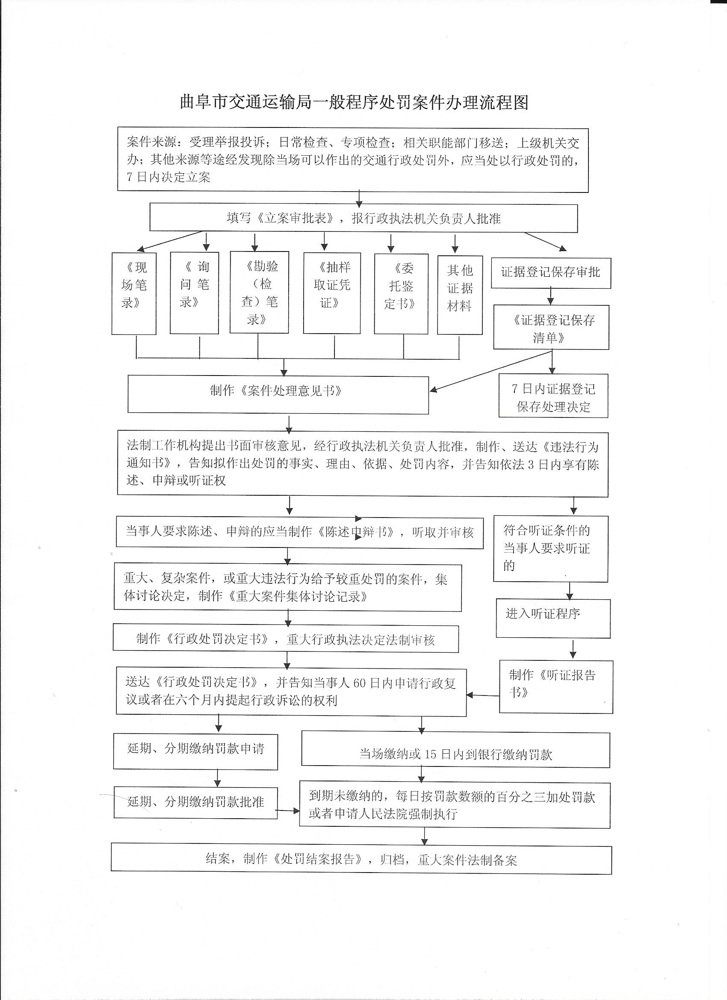 曲阜市交通运输局一般程序处罚案件办理流程图
案件来源：受理举报投诉；日常检查、专项检查；相关职能部门移送；上级机关交
办；其他来源等途经发现除当场可以作出的交通行政处罚外，应当处以行政处罚的，
7日内决定立案
填写《立案审批表》，报行政执法机关负责人批准
《现
场笔
录》
《询
问笔
录》
《勘验
（检
查）笔
录》
《抽样
取证凭
证》
《委
托鉴
定书》
其他
证据
材料
证据登记保存审批
《证据登记保存
清单》
制作《案件处理意见书》
7日内证据登记
保存处理决定
法制工作机构提出书面审核意见，经行政执法机关负责人批准，制作、送达《违法行为
通知书》，告知拟作出处罚的事实、理由、依据、处罚内容，并告知依法3日内享有陈
述、申辩或听证权
当事人要求陈述、申辩的应当制作《陈述申辩书》，听取并审核
符合听证条件的
当事人要求听证
的
重大、复杂案件，或重大违法行为给予较重处罚的案件，集
体讨论决定，制作《重大案件集体讨论记录》
进入听证程序
制作《行政处罚决定书》，重大行政执法决定法制审核
制作《听证报告
书》
送达《行政处罚决定书》，并告知当事人60日内申请行政复
议或者在六个月内提起行政诉讼的权利
延期、分期缴纳罚款申请
当场缴纳或15日内到银行缴纳罚款
延期、分期缴纳罚款批准
到期未缴纳的，每日按罚款数额的百分之三加处罚款
或者申请人民法院强制执行
结案，制作《处罚结案报告》，归档，重大案件法制备案